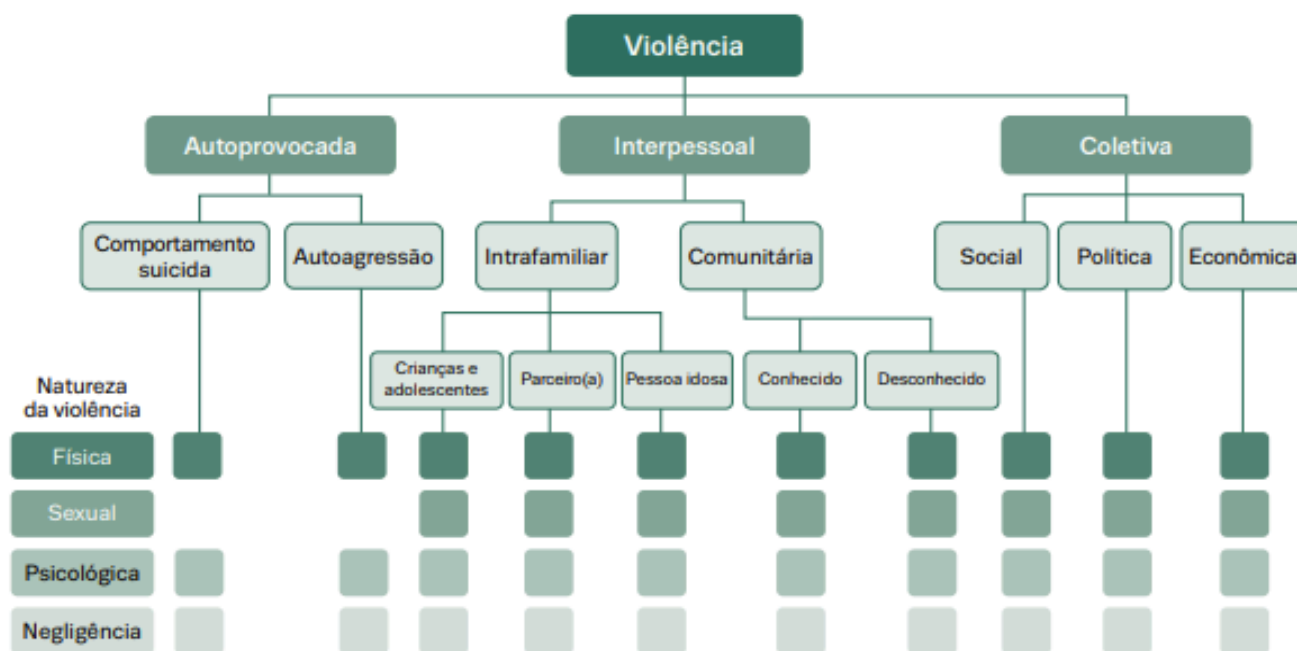 Violência
Autoprovocada
Interpessoal
Coletiva
Comportamento
suicida
Autoagressão
Intrafamiliar
Comunitária
Social
Política
Econômica
Crianças e
adolescentes
Parceiro(a)
Pessoa idosa
Conhecido
Desconhecido
Natureza
da violência
Física
Sexual
Psicológica
Negligência